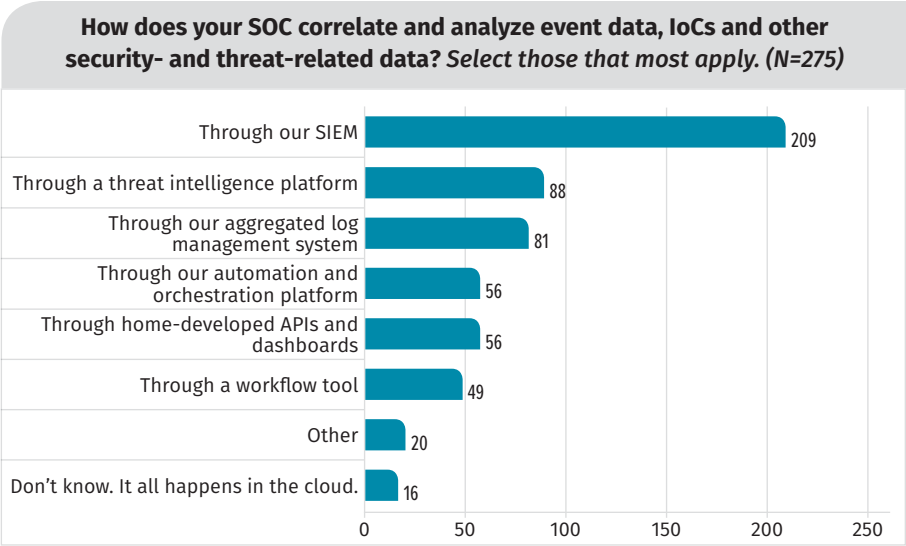 How does your SOC correlate and analyze event data, IoCs and other
security- and threat-related data? Select those that most apply. (N=275)
Through our SIEM
209
Through a threat intelligence platform
88
Through our aggregated log
management system
81
Through our automation and
orchestration platform
56
Through home-developed APIs and
dashboards
56
Through a workflow tool
49
Other
20
Don’t know. It all happens in the cloud.
16
0 50 100 150 200 250